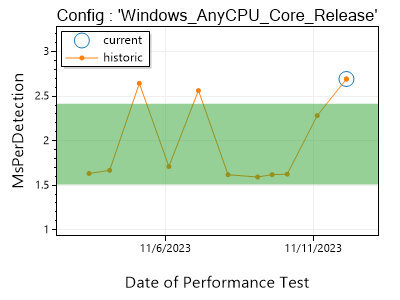 Config : 'Windows_AnyCPU_Core_Release'
current
historic
MsPerDetection
3
2.5
2
1.5
1
11/6/2023
11/11/2023
Date of Performance Test